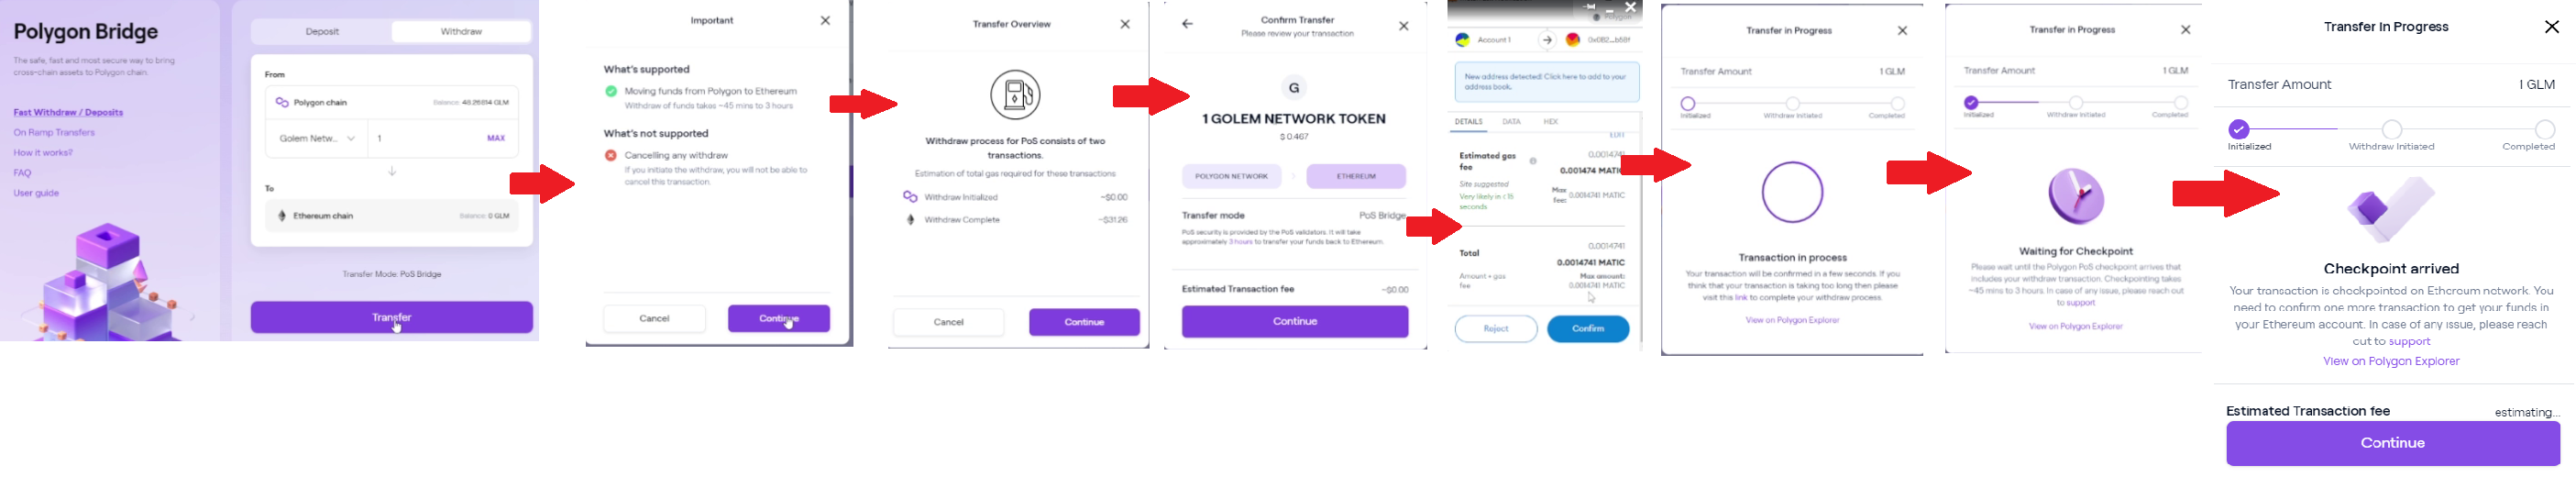 Polygon Bridge
The safe, fast and most secure way to bring
cross-chain assets to Polygon chain.
Fast Withdraw / Deposits
On Ramp Transfers
How it works?
FAQ
User guide
Deposit
Withdraw
From
Polygon chain
Balance: 48.26814 GLM
Golem Netw...
1
MAX
To
Ethereum chain
Balance: 0 GLM
Transfer Mode: PoS Bridge
Transfer
Important
What's supported
Moving funds from Polygon to Ethereum
Withdraw of funds takes ~45 mins to 3 hours
What's not supported
Cancelling any withdraw
If you initiate the withdraw, you will not be able to
cancel this transaction.
Cancel
Continue
Transfer Overview
Withdraw process for PoS consists of two
transactions.
Estimation of total gas required for these transactions
Withdraw Initialized
~$0.00
Withdraw Complete
~$31.26
Cancel
Continue
Confirm Transfer
Please review your transaction
G
1 GOLEM NETWORK TOKEN
$ 0.467
POLYGON NETWORK
ETHEREUM
Transfer mode
PoS Bridge
PoS security is provided by the PoS validators. It will take
approximately 3 hours to transfer your funds back to Ethereum.
Estimated Transaction fee
~$0.00
Continue
Polygon
Account 1
New address detected! Click here to add to your
address book.
DETAILS
DATA
HEX
EDIT
Estimated gas
fee
0.0014741
0.001474 MATIC
Site suggested
Very likely in < 15
seconds
Max
fee:
0.0014741 MATIC
Total
0.0014741
0.0014741 MATIC
Amount + gas
fee
Max amount:
0.0014741 MATIC
Reject
Confirm
Transfer in Progress
Transfer Amount
1 GLM
Initialized
Withdraw Initiated
Completed
Transaction in process
Your transaction will be confirmed in a few seconds. If you
think that your transaction is taking too long then please
visit this link to complete your withdraw process.
View on Polygon Explorer
Transfer in Progress
Transfer Amount
1 GLM
Initialized
Withdraw Initiated
Completed
Waiting for Checkpoint
Please wait until the Polygon PoS checkpoint arrives that
includes your withdraw transaction. Checkpointing takes
~45 mins to 3 hours. In case of any issue, please reach out
to support
View on Polygon Explorer
Transfer In Progress
Transfer Amount
1 GLM
Initialized
Withdraw Initiated
Completed
Checkpoint arrived
Your transaction is checkpointed on Ethereum network. You
need to confirm one more transaction to get your funds in
your Ethereum account. In case of any issue, please reach
out to support
View on Polygon Explorer
Estimated Transaction fee
estimating...
Continue